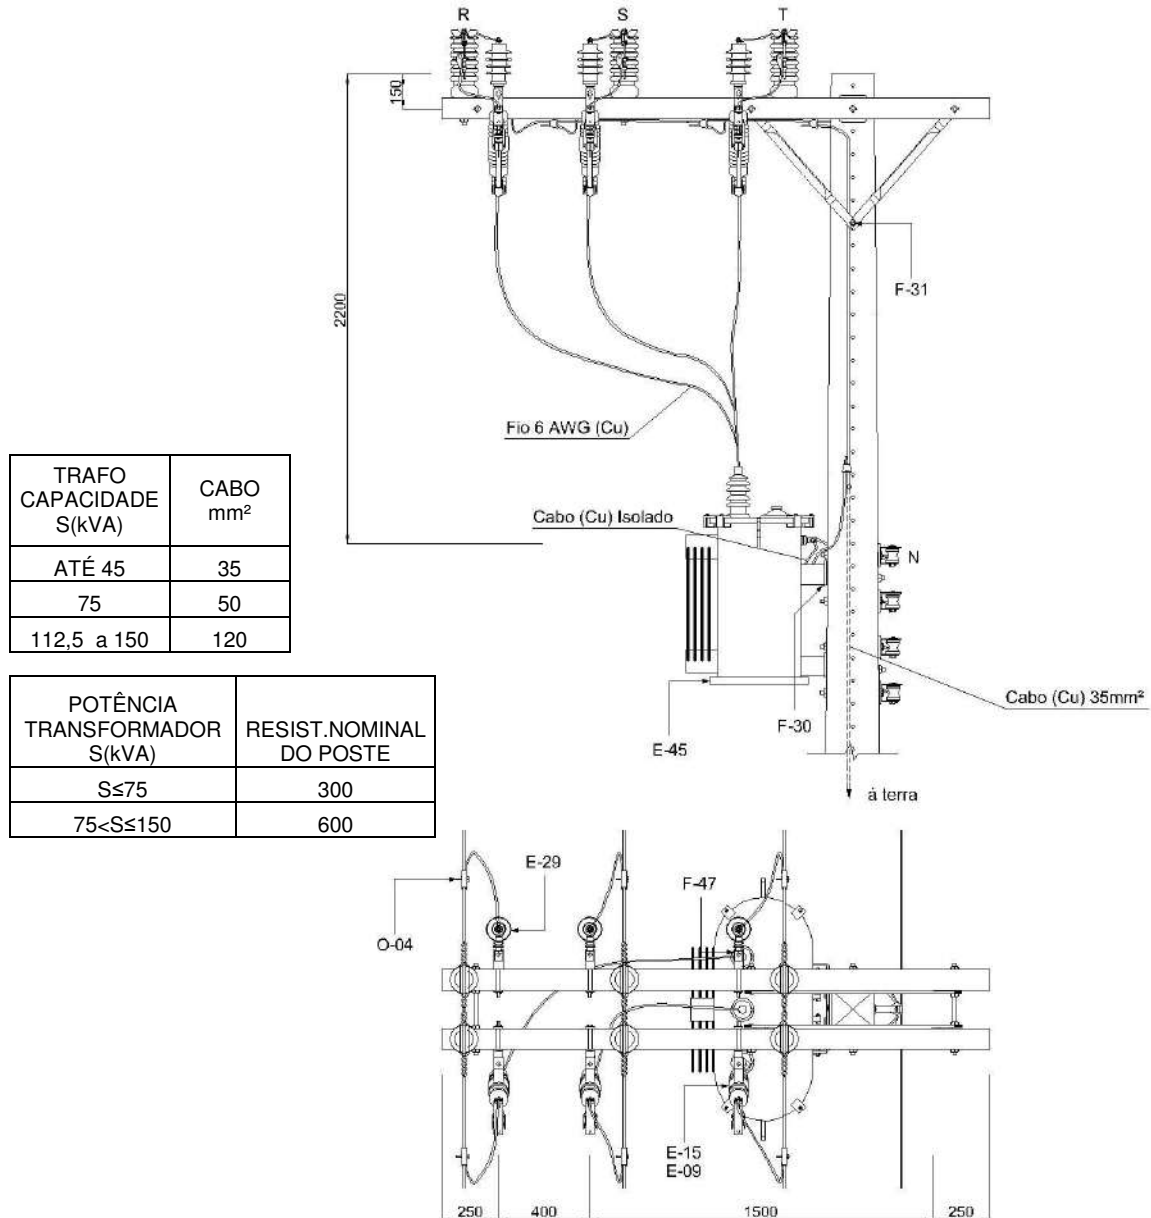 R S T
150
2200
F-31
Fio 6 AWG (Cu)
Cabo (Cu) Isolado
N
TRAFO
CAPACIDADE
S(kVA)
CABO
mm²
ATÉ 45 35
75 50
112,5 a 150 120
POTÊNCIA
TRANSFORMADOR
S(kVA)
RESIST.NOMINAL
DO POSTE
S≤75 300
75<S≤150 600
Cabo (Cu) 35mm²
F-30
E-45
á terra
E-29
F-47
O-04
E-15
E-09
250 400 1500 250